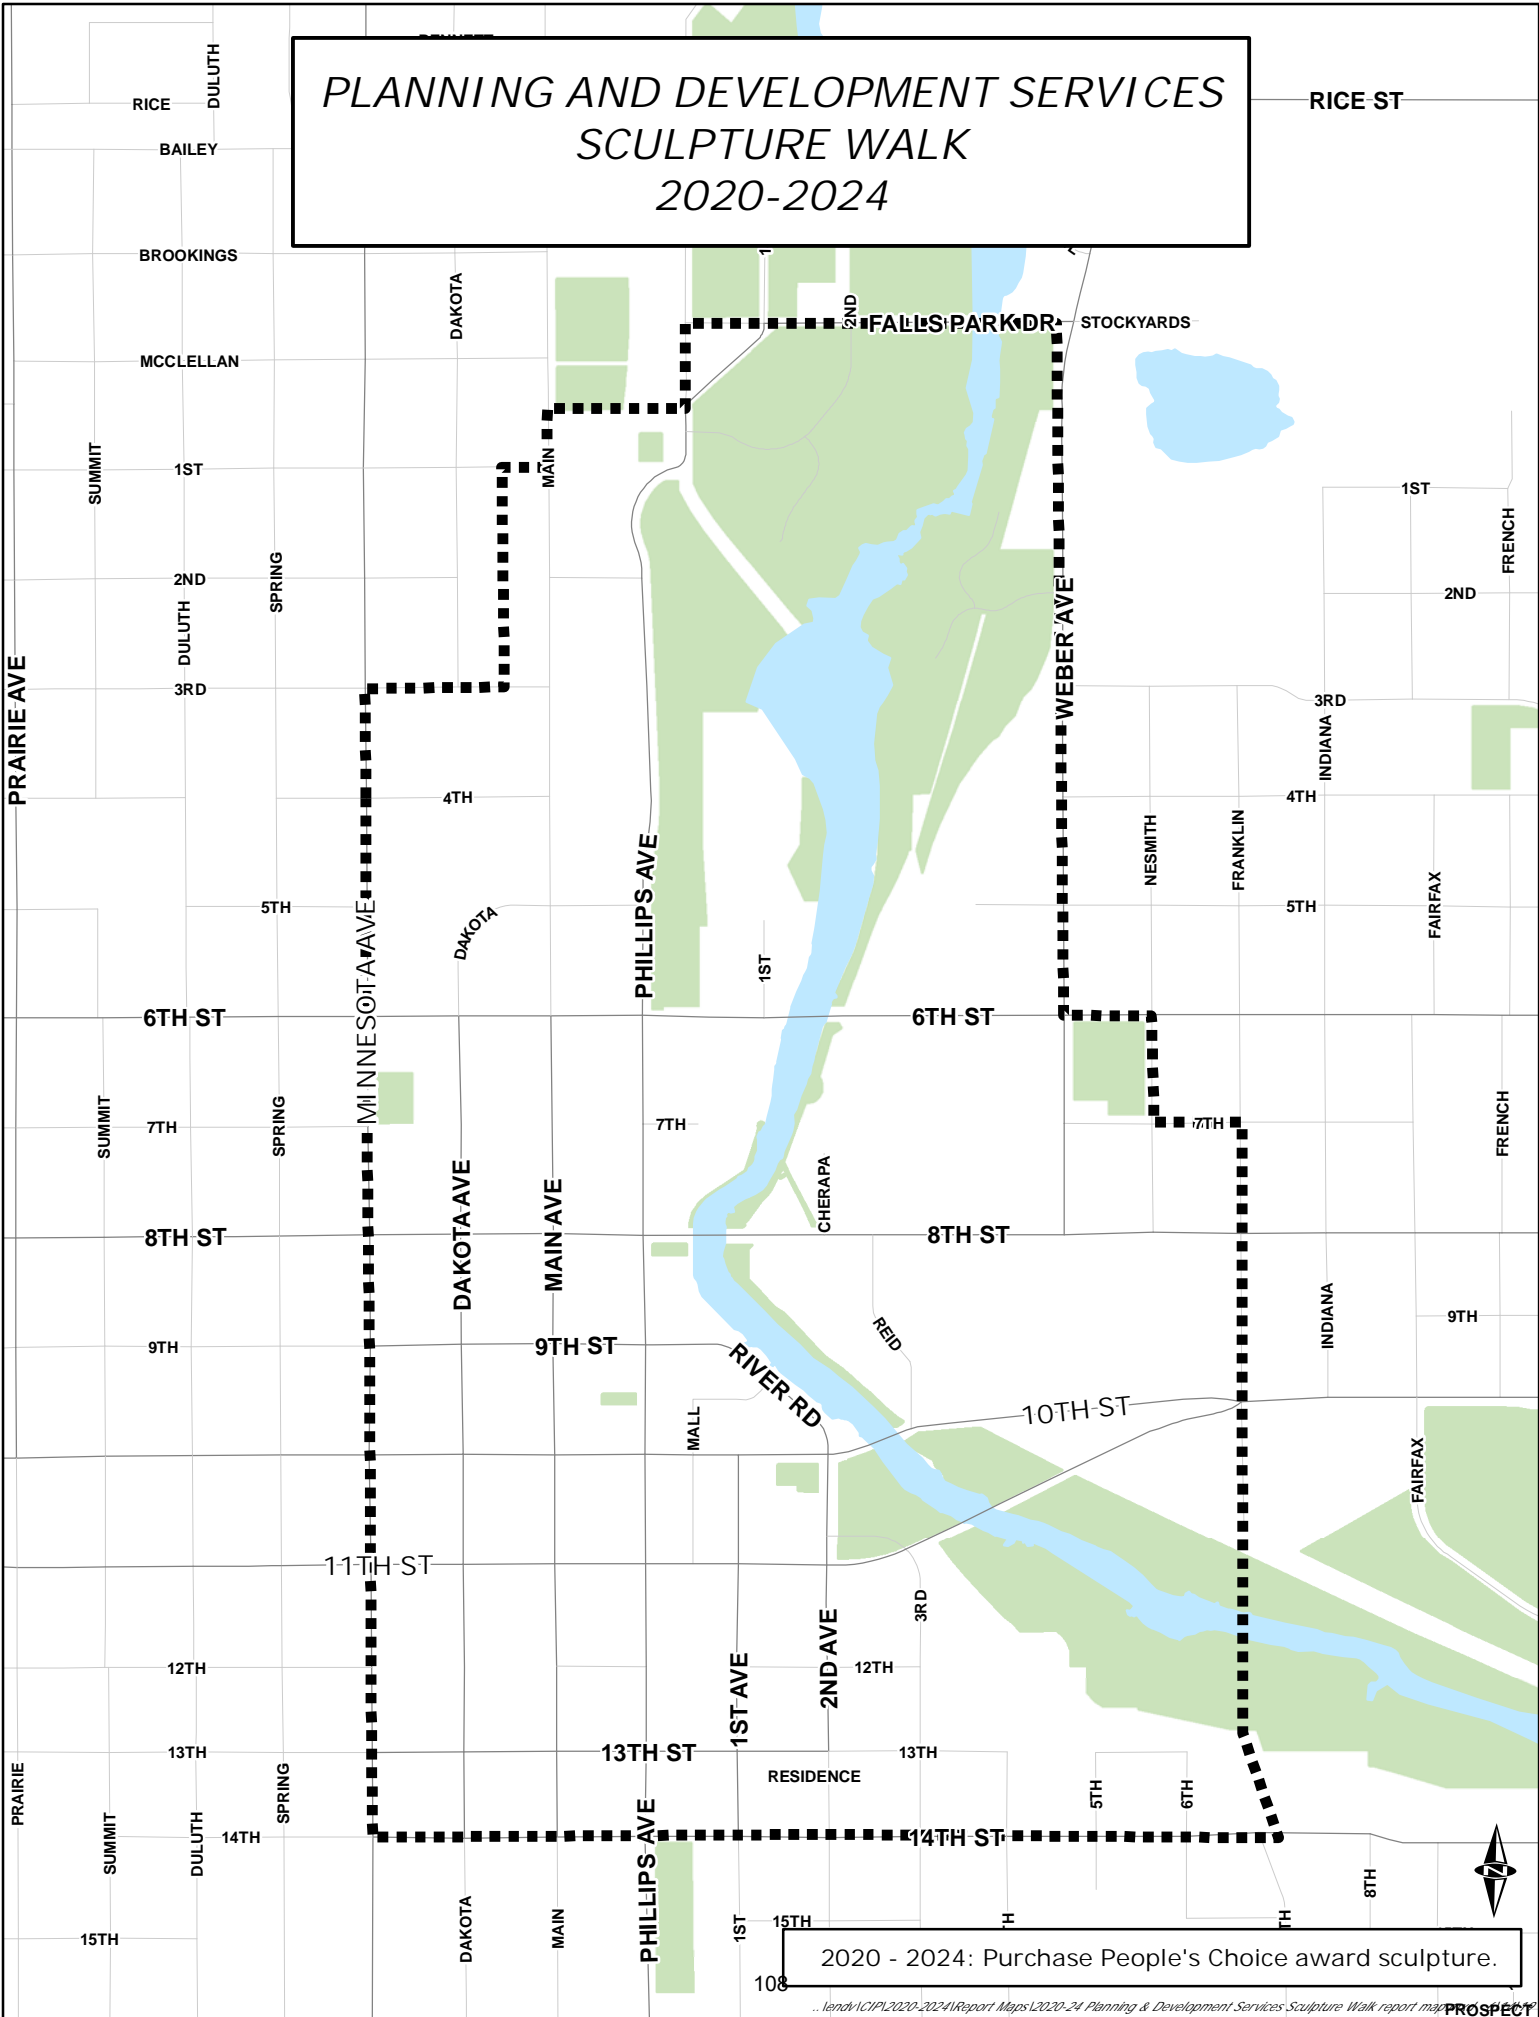 PLANNING AND DEVELOPMENT SERVICES
SCULPTURE WALK
2020-2024
DULUTH
RICE
RICE ST
BAILEY
BROOKINGS
DAKOTA
2ND
FALLS PARK DR
STOCKYARDS
MCCLELLAN
SUMMIT
1ST
MAIN
1ST
FRENCH
2ND
SPRING
DULUTH
2ND
WEBER AVE
PRAIRIE AVE
3RD
3RD
INDIANA
4TH
4TH
NESMITH
FRANKLIN
PHILLIPS AVE
FAIRFAX
5TH
DAKOTA
5TH
MINNESOTA AVE
1ST
6TH ST
6TH ST
SUMMIT
7TH
SPRING
7TH
7TH
FRENCH
CHERAPA
DAKOTA AVE
MAIN AVE
8TH ST
8TH ST
INDIANA
9TH
9TH
9TH ST
REID
RIVER RD
MALL
10TH ST
FAIRFAX
11TH ST
3RD
12TH
1ST AVE
2ND AVE
12TH
13TH
13TH ST
13TH
RESIDENCE
PRAIRIE
SUMMIT
DULUTH
SPRING
5TH
6TH
14TH
PHILLIPS AVE
14TH ST
N
8TH
15TH
DAKOTA
MAIN
1ST
15TH
TH
TH
2020 - 2024: Purchase People's Choice award sculpture.
108
PROSPECT